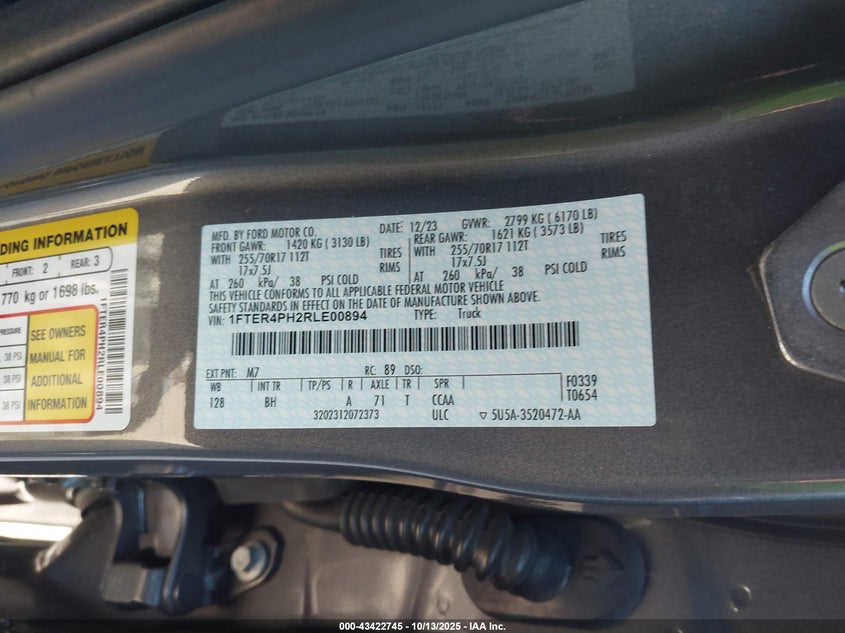 DING INFORMATION
FRONT: 2 REAR: 3
770 kg or 1698 lbs.
38 PSI
38 PSI
SEE OWNERS
MANUAL FOR
ADDITIONAL
INFORMATION
1FTER4PH2RLE00894
MFD. BY FORD MOTOR CO. DATE: 12/23 GVWR: 2799 KG ( 6170 LB)
FRONT GAWR: 1420 KG ( 3130 LB) REAR GAWR: 1621 KG ( 3573 LB)
WITH 255/70R17 112T TIRES WITH 255/70R17 112T TIRES
17x7.5J RIMS 17x7.5J RIMS
AT 260 kPa/ 38 PSI COLD AT 260 kPa/ 38 PSI COLD
THIS VEHICLE CONFORMS TO ALL APPLICABLE FEDERAL MOTOR VEHICLE
SAFETY STANDARDS IN EFFECT ON THE DATE OF MANUFACTURE SHOWN ABOVE.
VIN: 1FTER4PH2RLE00894 TYPE: Truck
EXT PNT: M7 RC: 89 DSO:
WB INT TR TP/PS R AXLE TR SPR F0339
128 BH A 71 T CCAA T0654
3202312072373 ULC ▽ 5U5A-3520472-AA
000-43422745 - 10/13/2025 - IAA Inc.